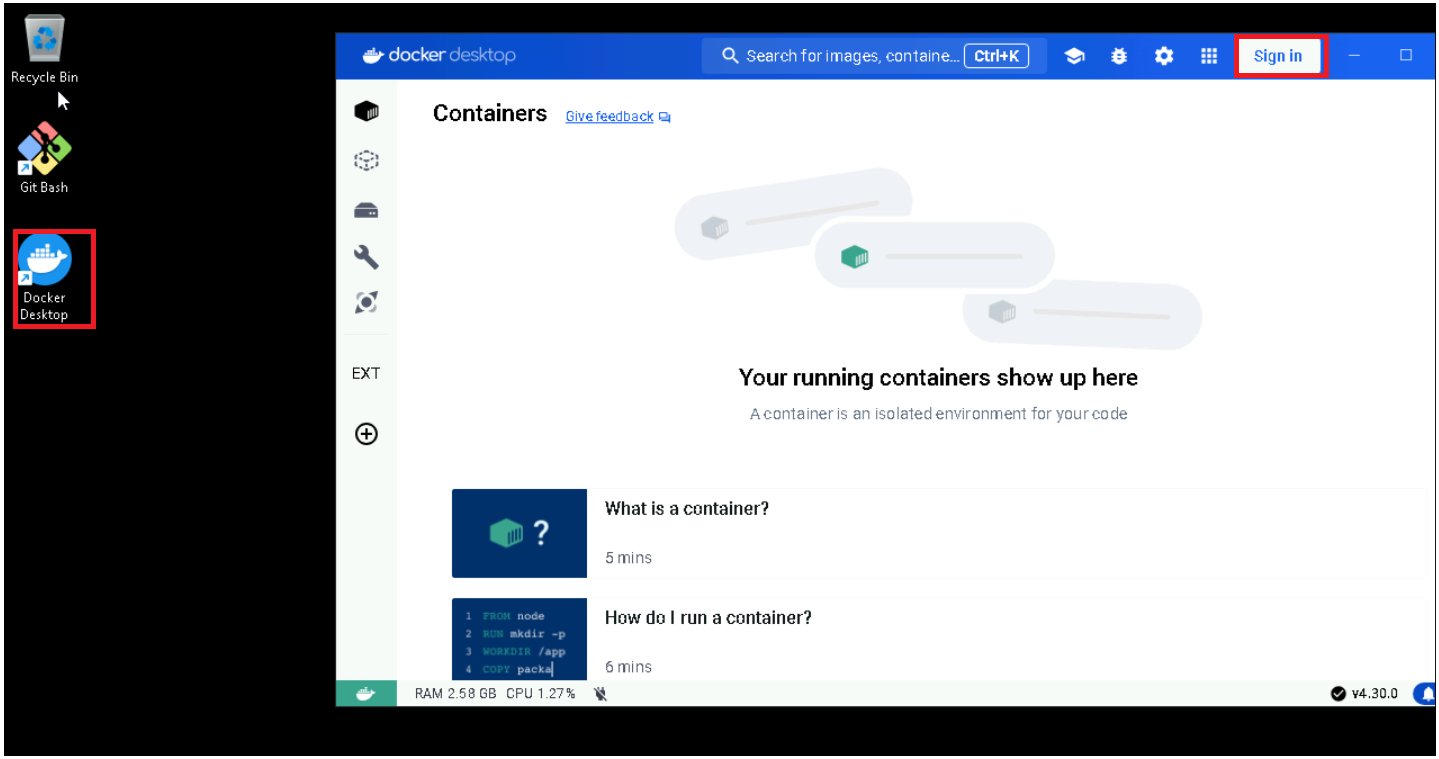 Recycle Bin
Git Bash
Docker
Desktop
docker desktop
Search for images, containe... Ctrl+K
Sign in
Containers Give feedback
EXT
Your running containers show up here
A container is an isolated environment for your code
?
What is a container?
5 mins
1 FROM node
2 RUN mkdir -p
3 WORKDIR /app
4 COPY packa
How do I run a container?
6 mins
RAM 2.58 GB CPU 1.27%
v4.30.0